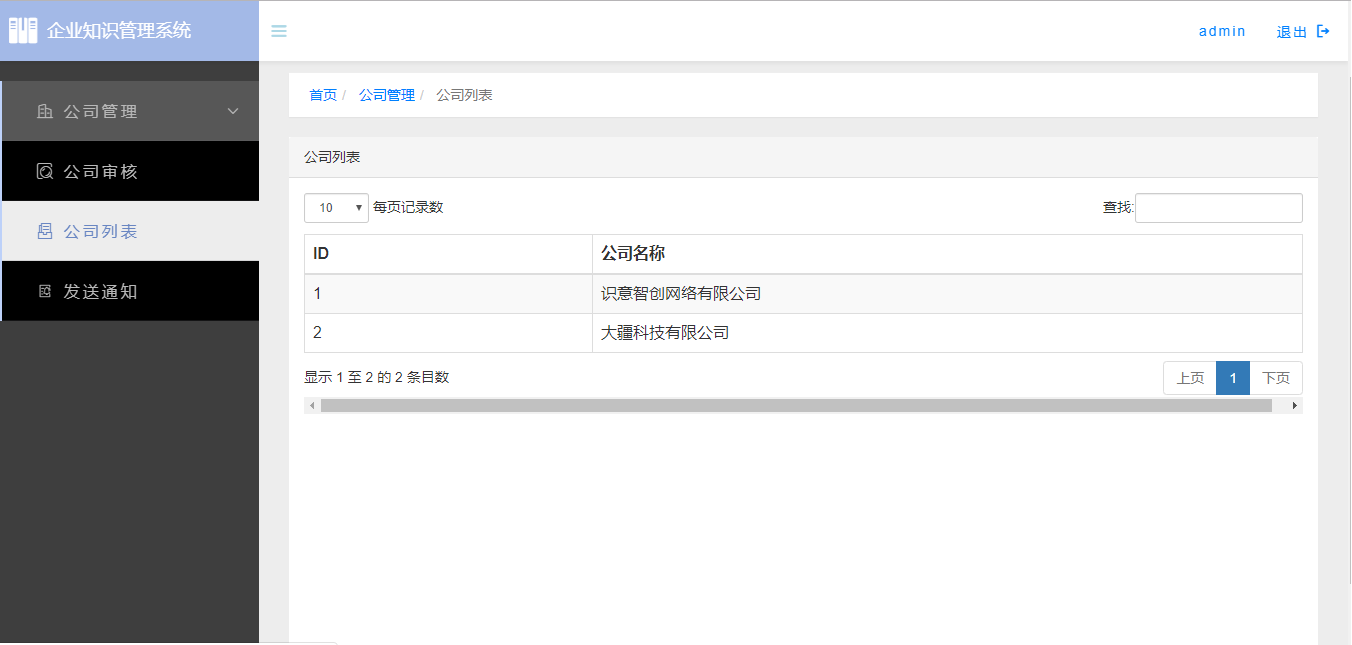 企业知识管理系统
admin 退出
公司管理
公司审核
公司列表
发送通知
首页/ 公司管理/ 公司列表
公司列表
10 每页记录数 查找:
ID 公司名称
1 识意智创网络有限公司
2 大疆科技有限公司
显示 1 至 2 的 2 条目数 上页 1 下页